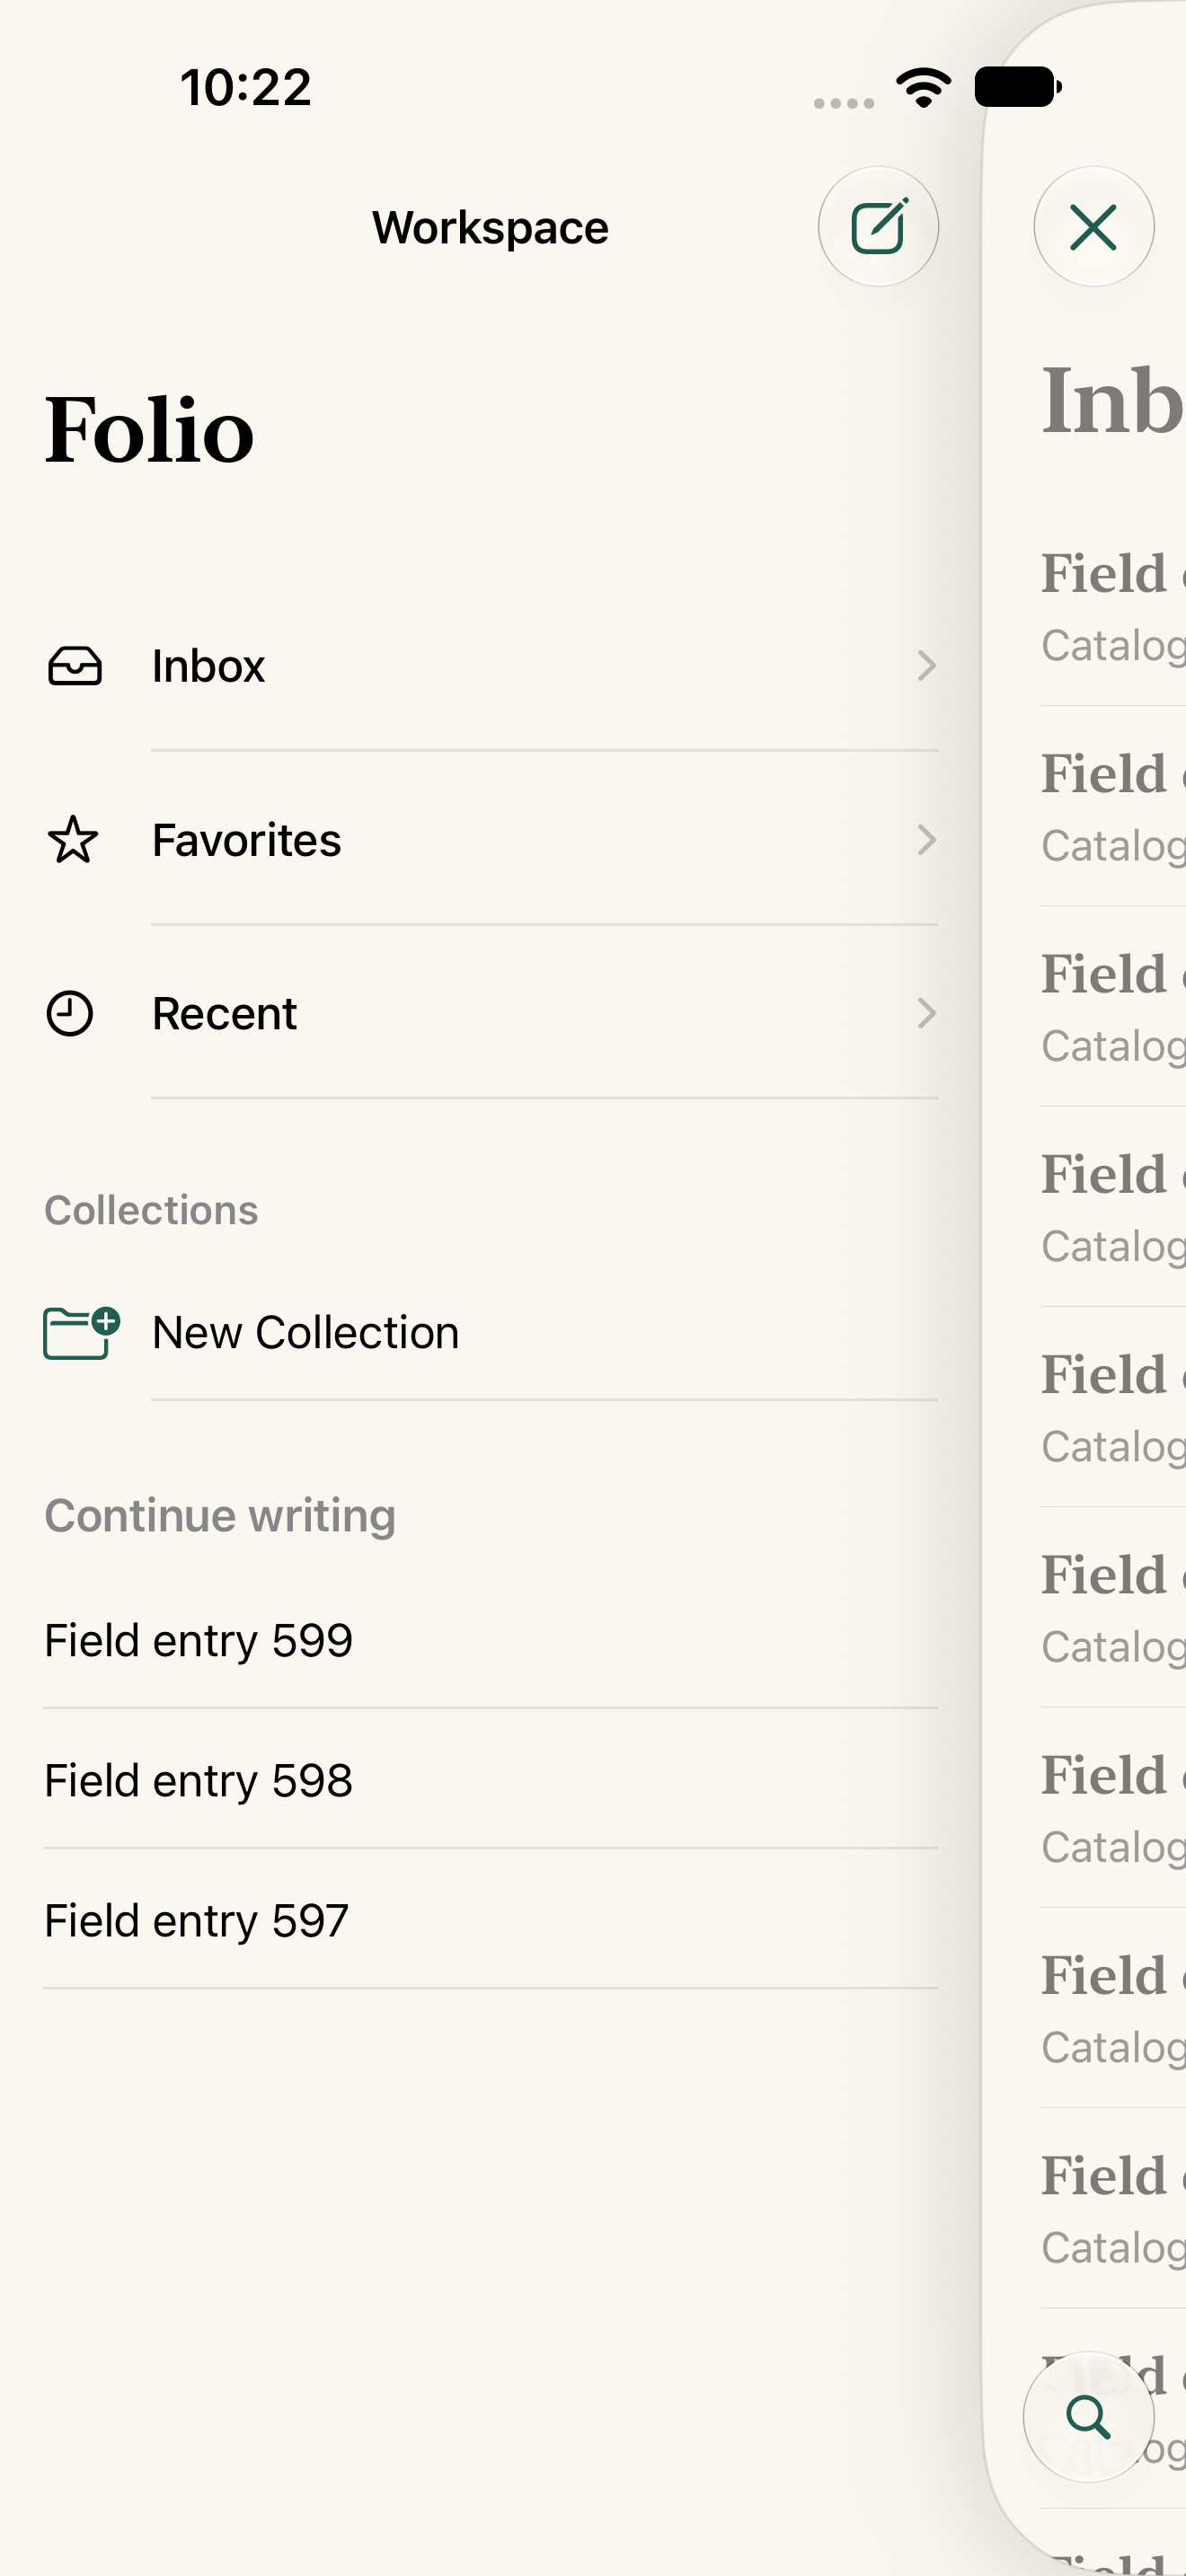 10:22
Workspace
Folio
Inbox
Favorites
Recent
Collections
New Collection
Continue writing
Field entry 599
Field entry 598
Field entry 597
Inb
Field
Catalog
Field
Catalog
Field
Catalog
Field
Catalog
Field
Catalog
Field
Catalog
Field
Catalog
Field
Catalog
Field
Catalog